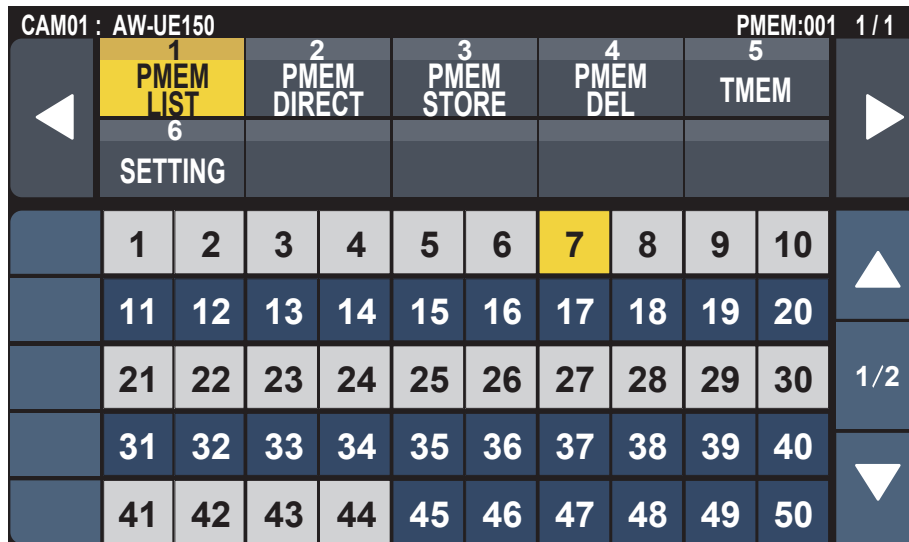 CAM01 : AW-UE150 PMEM:001 1 / 1
1 2 3 4 5
PMEM LIST PMEM DIRECT PMEM STORE PMEM DEL TMEM
6
SETTING
1 2 3 4 5 6 7 8 9 10
11 12 13 14 15 16 17 18 19 20
21 22 23 24 25 26 27 28 29 30 1/2
31 32 33 34 35 36 37 38 39 40
41 42 43 44 45 46 47 48 49 50